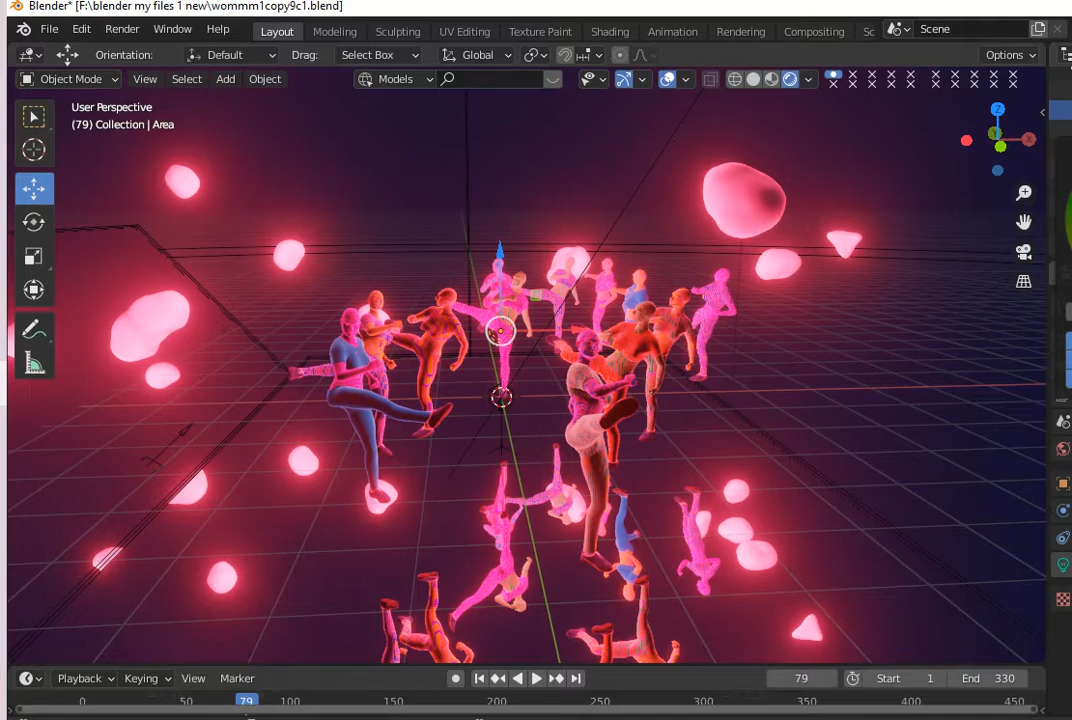 Blender* [F:\blender my files 1 new\wommm1copy9c1.blend]
File Edit Render Window Help Layout Modeling Sculpting UV Editing Texture Paint Shading Animation Rendering Compositing Sc Scene
Orientation: Default Drag: Select Box Global Options
Object Mode View Select Add Object Models
User Perspective
(79) Collection | Area
Z
X
Y
Playback Keying View Marker 79 Start 1 End 330
0 50 79 100 150 200 250 300 350 400 450